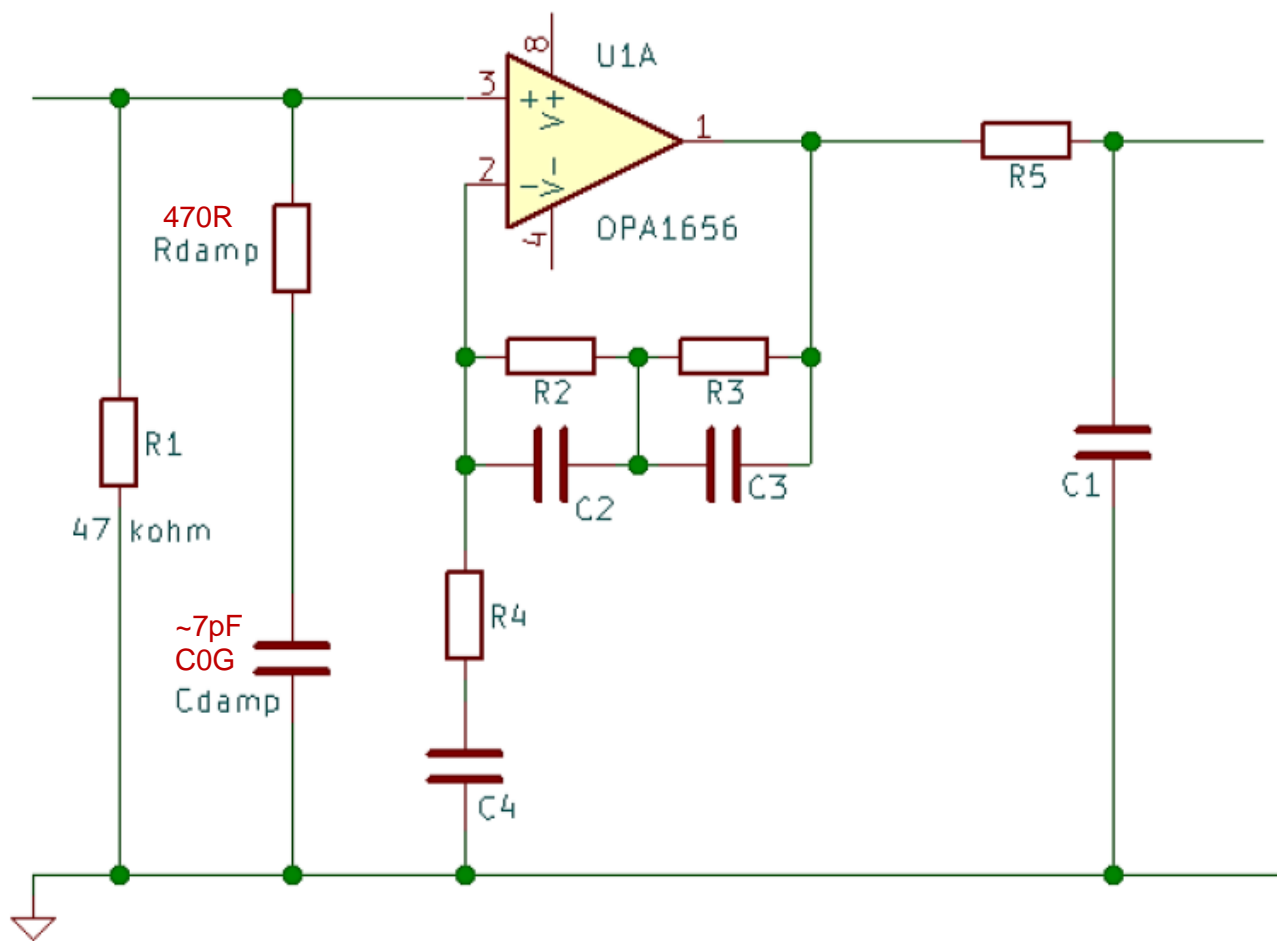 8
U1A
3
+
V+
1
2
-
V-
4
OPA1656
R5
470R
Rdamp
R2
R3
R1
47 kohm
C2
C3
C1
R4
~7pF
C0G
Cdamp
C4